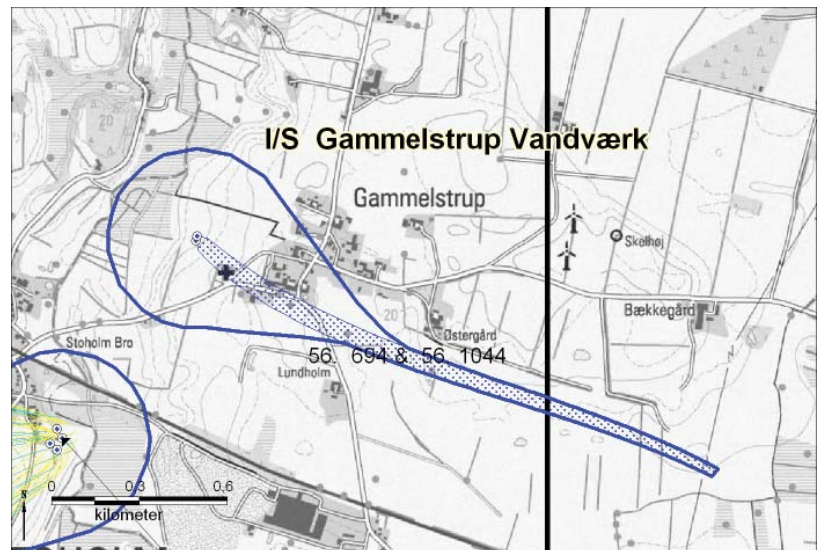 20
I/S Gammelstrup Vandværk
Gammelstrup
Skelhøj
Bækkegård
20
Østergård
Stoholm Bro
56. 694 & 56. 1044
Lundholm
N
0 0,3 0,6
kilometer